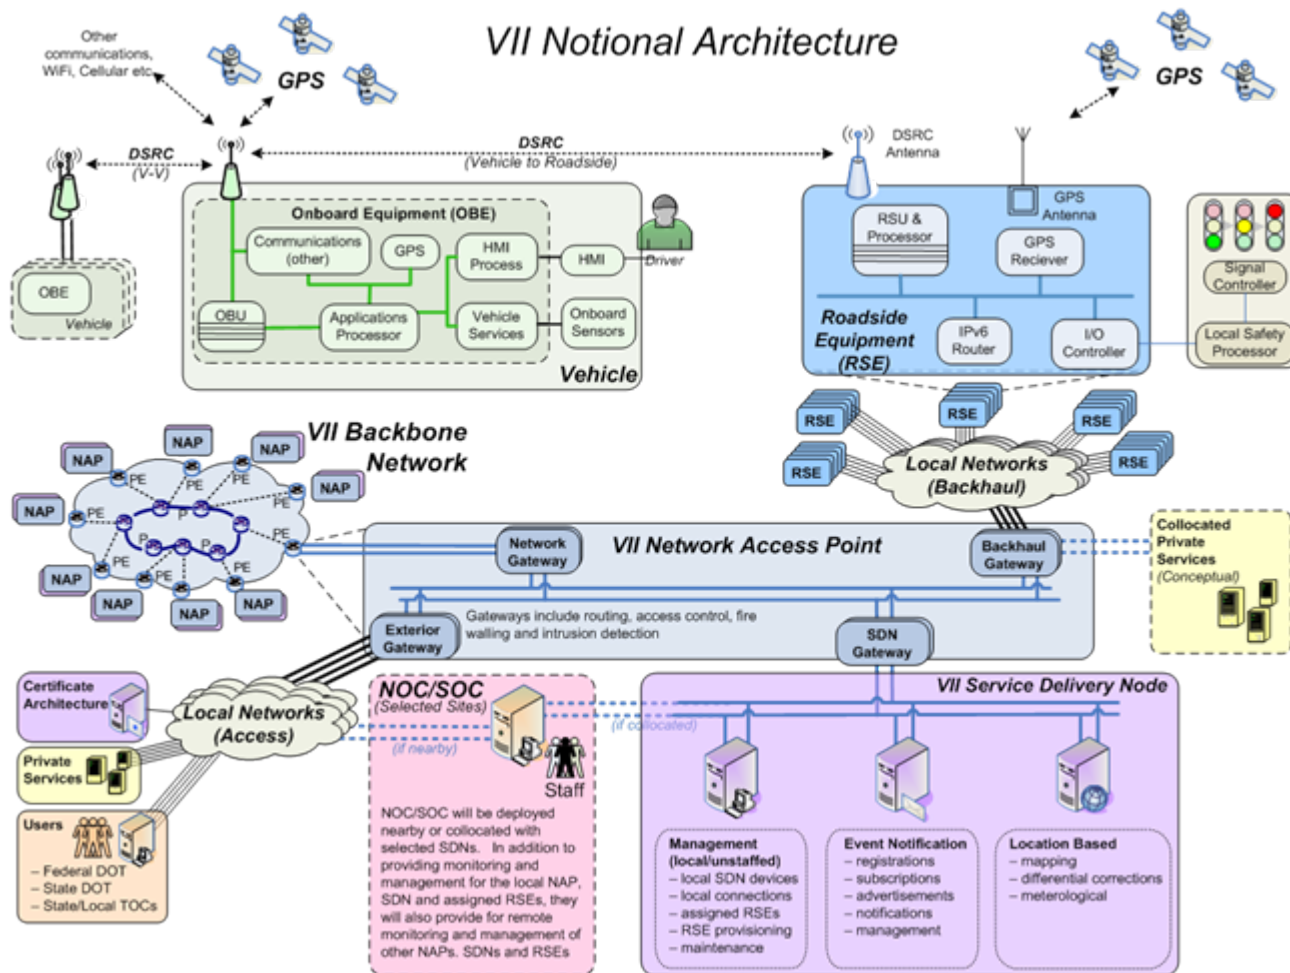 VII Notional Architecture
Other
communications,
WiFi, Cellular etc.
GPS
GPS
DSRC
(V-V)
DSRC
(Vehicle to Roadside)
DSRC
Antenna
GPS
Antenna
Onboard Equipment (OBE)
Communications
(other)
GPS
HMI
Process
HMI
Driver
OBU
Applications
Processor
Vehicle
Services
Onboard
Sensors
Vehicle
OBE
Vehicle
RSU &
Processor
GPS
Reciever
Roadside
Equipment
(RSE)
IPv6
Router
I/O
Controller
Signal
Controller
Local Safety
Processor
RSE
RSE
RSE
RSE
RSE
Local Networks
(Backhaul)
VII Backbone
Network
NAP
NAP
NAP
NAP
NAP
NAP
NAP
NAP
NAP
PE
PE
PE
PE
PE
PE
PE
PE
PE
PE
P
P
P
Network
Gateway
VII Network Access Point
Backhaul
Gateway
Gateways include routing, access control, fire
walling and intrusion detection
Exterior
Gateway
SDN
Gateway
Collocated
Private
Services
(Conceptual)
Certificate
Architecture
Local Networks
(Access)
Private
Services
Users
– Federal DOT
– State DOT
– State/Local TOCs
NOC/SOC
(Selected Sites)
(if nearby)
(if collocated)
Staff
NOC/SOC will be deployed
nearby or collocated with
selected SDNs. In addition to
providing monitoring and
management for the local NAP,
SDN and assigned RSEs, they
will also provide for remote
monitoring and management of
other NAPs. SDNs and RSEs
VII Service Delivery Node
Management
(local/unstaffed)
– local SDN devices
– local connections
– assigned RSEs
– RSE provisioning
– maintenance
Event Notification
– registrations
– subscriptions
– advertisements
– notifications
– management
Location Based
– mapping
– differential corrections
– meterological